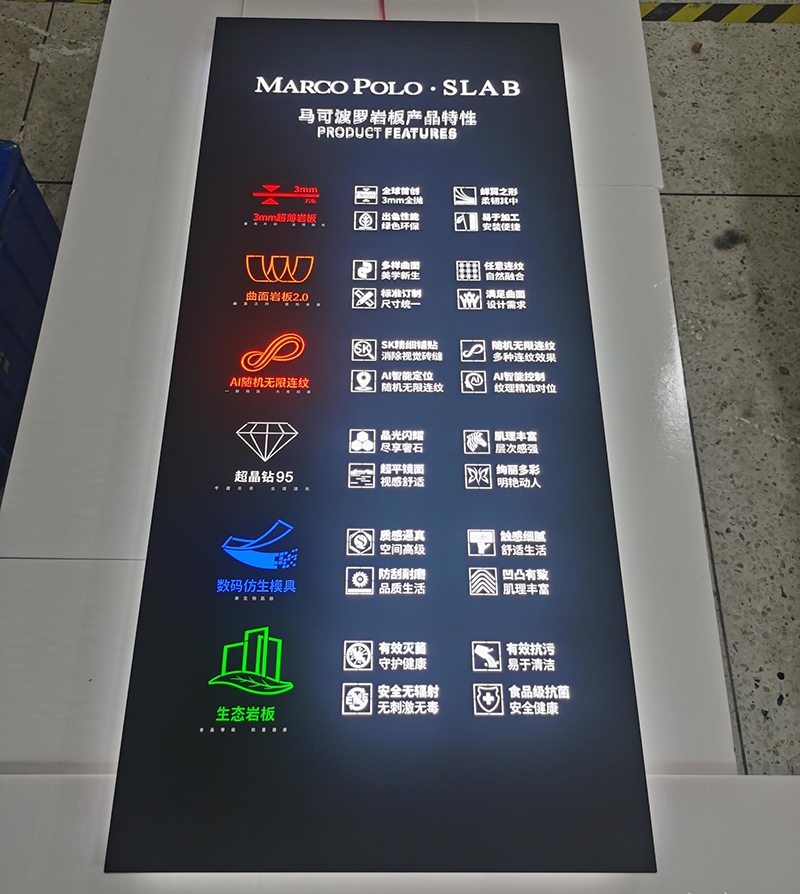 MARCO POLO · SLAB
马可波罗岩板产品特性
PRODUCT FEATURES
3mm
岩板
3mm超薄岩板
全球首创
3mm全抛
蝉翼之形
柔韧其中
出色性能
绿色环保
易于加工
安装便捷
曲面岩板2.0
多样曲面
美学新生
任意连纹
自然融合
标准订制
尺寸统一
满足曲面
设计需求
AI随机无限连纹
SK
SK精细铺贴
消除视觉砖缝
随机无限连纹
多种连纹效果
AI智能定位
随机无限连纹
AI智能控制
纹理精准对位
超晶钻95
晶光闪耀
尽享奢石
肌理丰富
层次感强
超平镜面
视感舒适
绚丽多彩
明艳动人
数码仿生模具
质感逼真
空间高级
触感细腻
舒适生活
防刮耐磨
品质生活
凹凸有致
肌理丰富
生态岩板
有效灭菌
守护健康
有效抗污
易于清洁
安全无辐射
无刺激无毒
食品级抗菌
安全健康